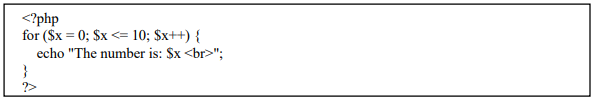 <?php
for ($x = 0; $x <= 10; $x++) {
echo "The number is: $x <br>";
}
?>